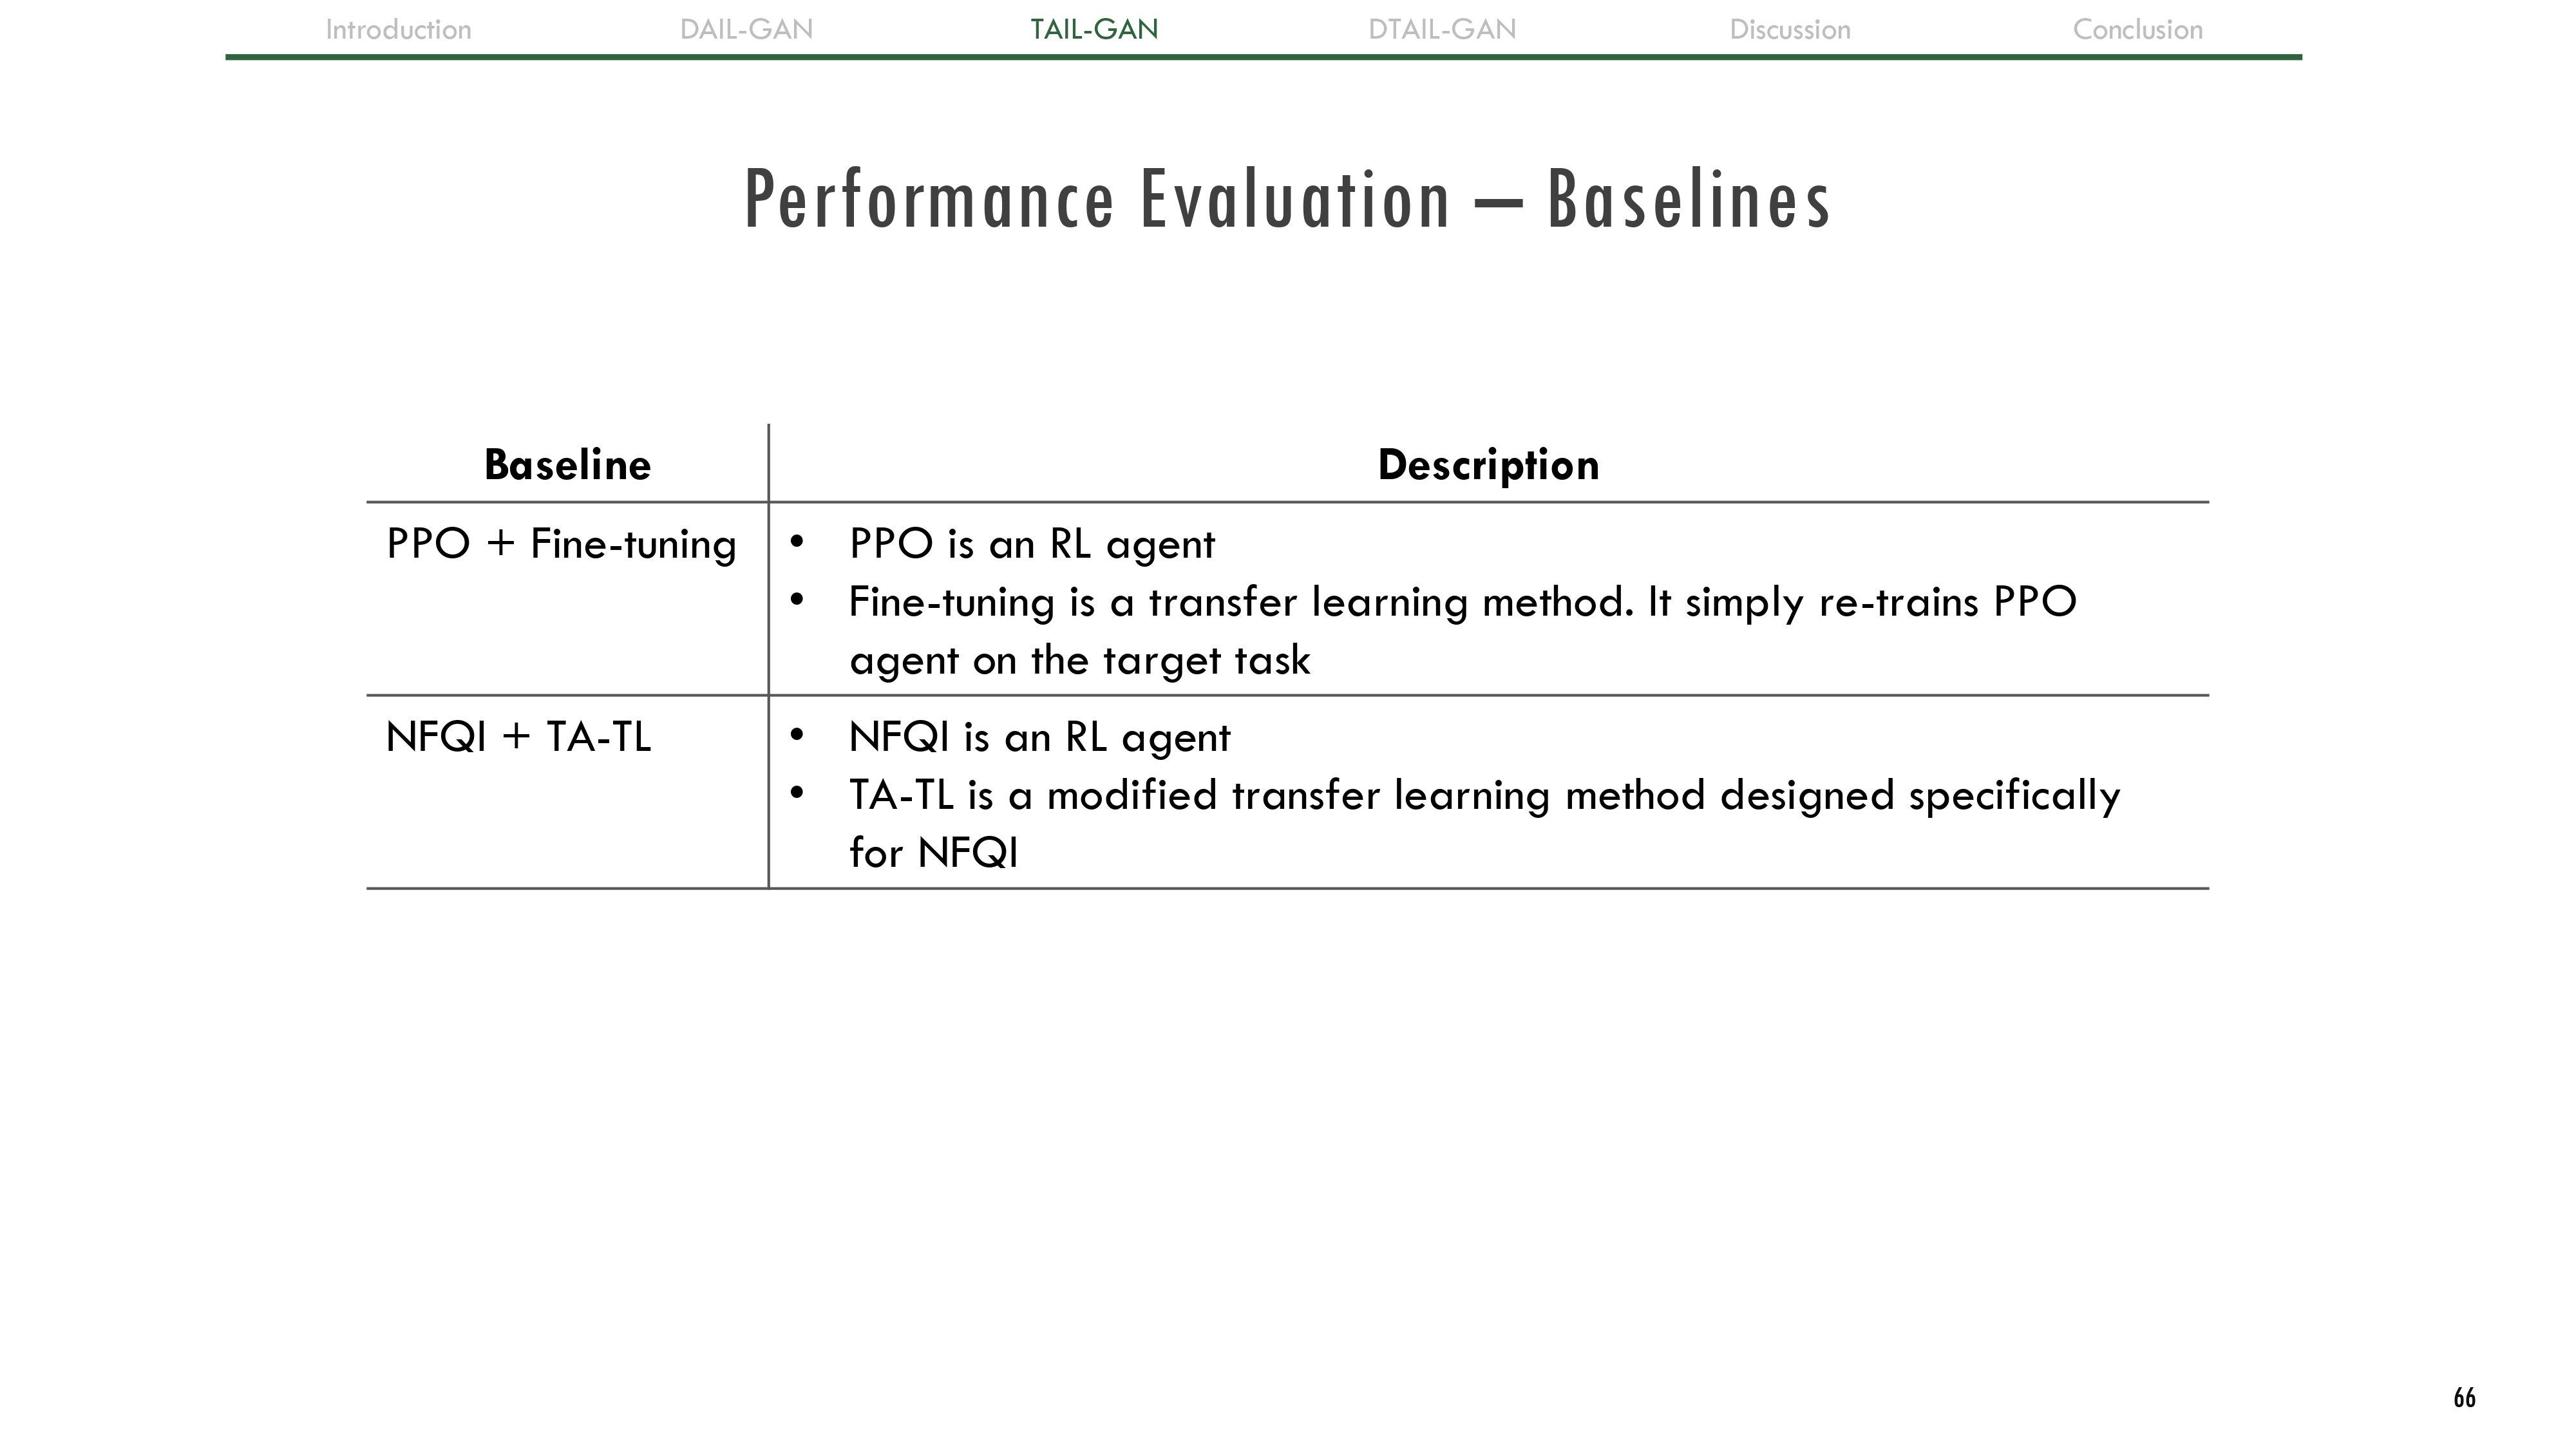 Introduction DAIL-GAN TAIL-GAN DTAIL-GAN Discussion Conclusion
Performance Evaluation – Baselines
Baseline Description
PPO + Fine-tuning
• PPO is an RL agent
• Fine-tuning is a transfer learning method. It simply re-trains PPO
agent on the target task
NFQI + TA-TL
• NFQI is an RL agent
• TA-TL is a modified transfer learning method designed specifically
for NFQI
66